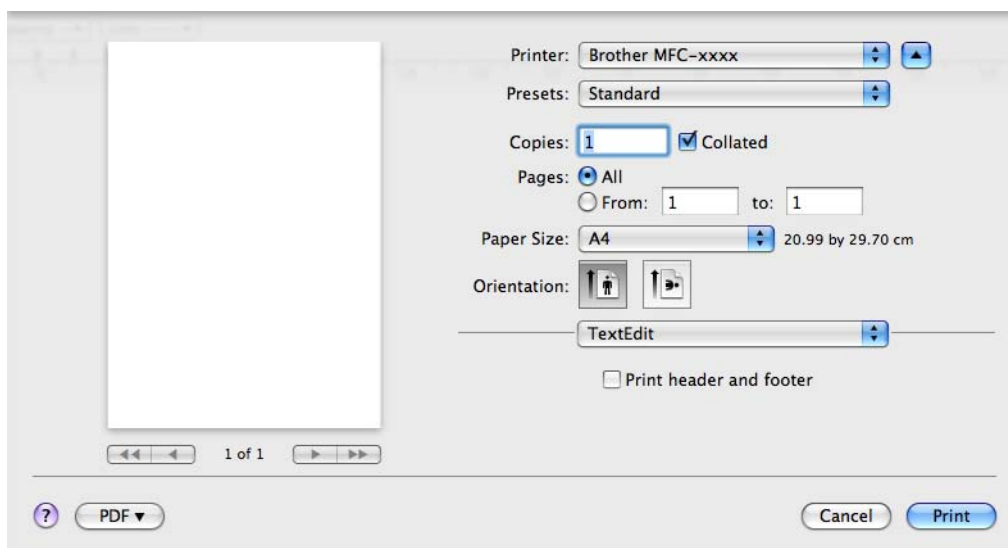 Printer: Brother MFC-xxxx
Presets: Standard
Copies: 1 Collated
Pages: All
From: 1 to: 1
Paper Size: A4 20.99 by 29.70 cm
Orientation:
TextEdit
Print header and footer
1 of 1
? PDF Cancel Print